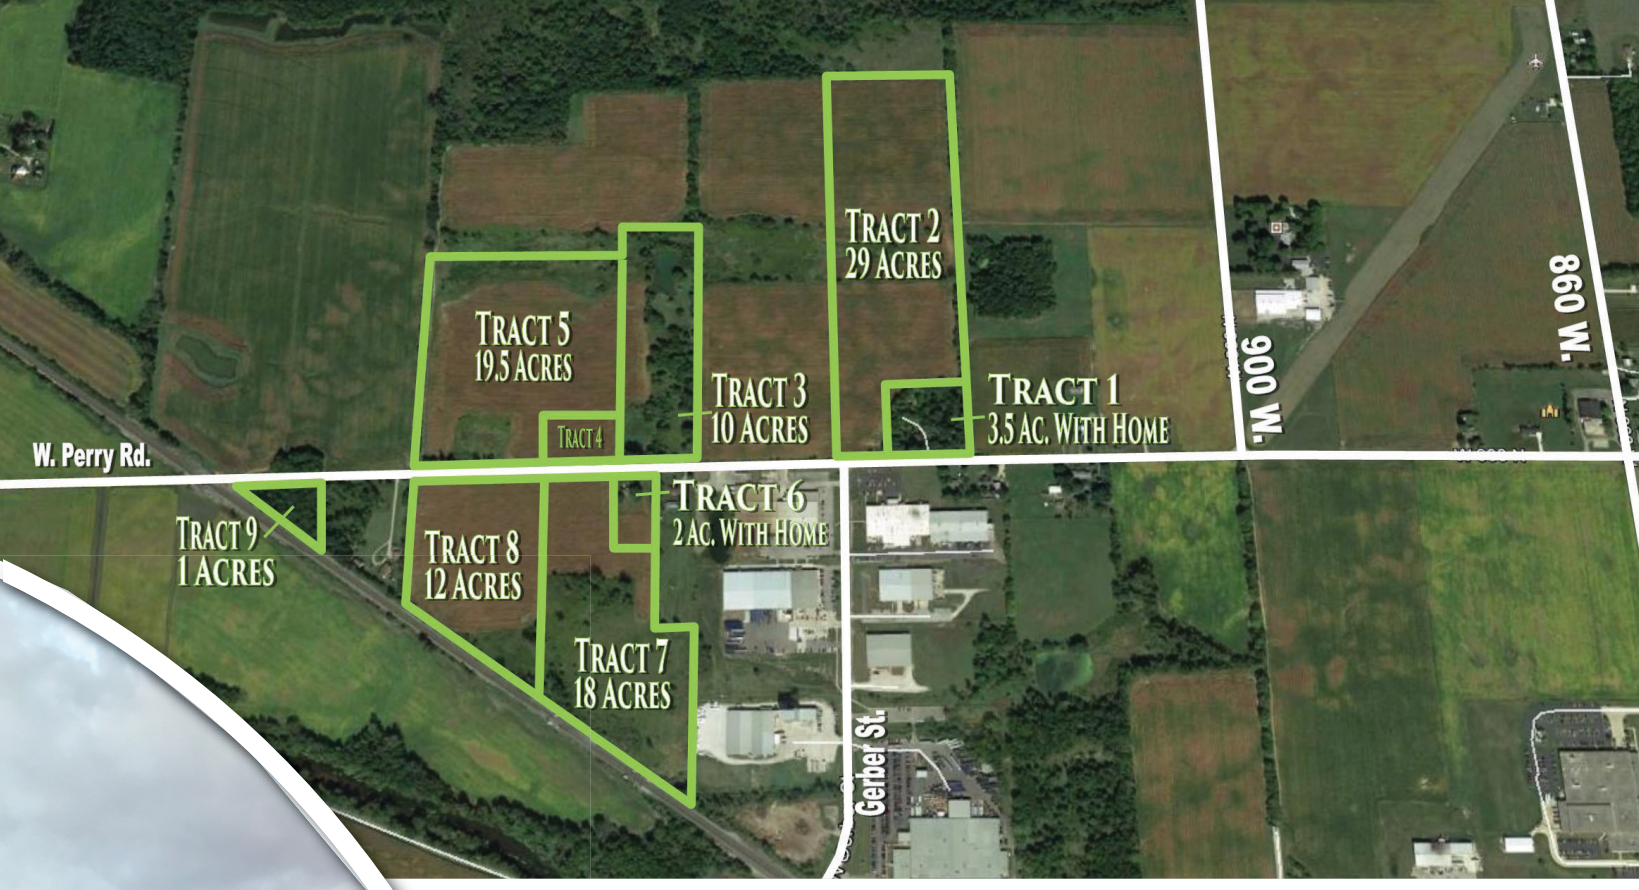 TRACT 2
29 ACRES
860 W.
TRACT 5
19.5 ACRES
900 W.
TRACT 3
10 ACRES
TRACT 1
3.5 AC. WITH HOME
TRACT 4
W. Perry Rd.
TRACT 6
2 AC. WITH HOME
TRACT 9
1 ACRES
TRACT 8
12 ACRES
TRACT 7
18 ACRES
Gerber St.